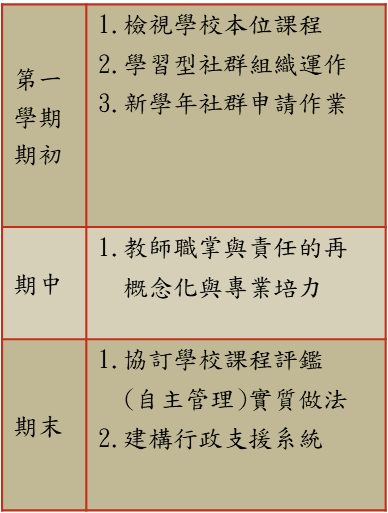 第一
學期
期初
1.檢視學校本位課程
2.學習型社群組織運作
3.新學年社群申請作業
期中
1.教師職掌與責任的再
概念化與專業培力
期末
1.協訂學校課程評鑑
(自主管理)實質做法
2.建構行政支援系統